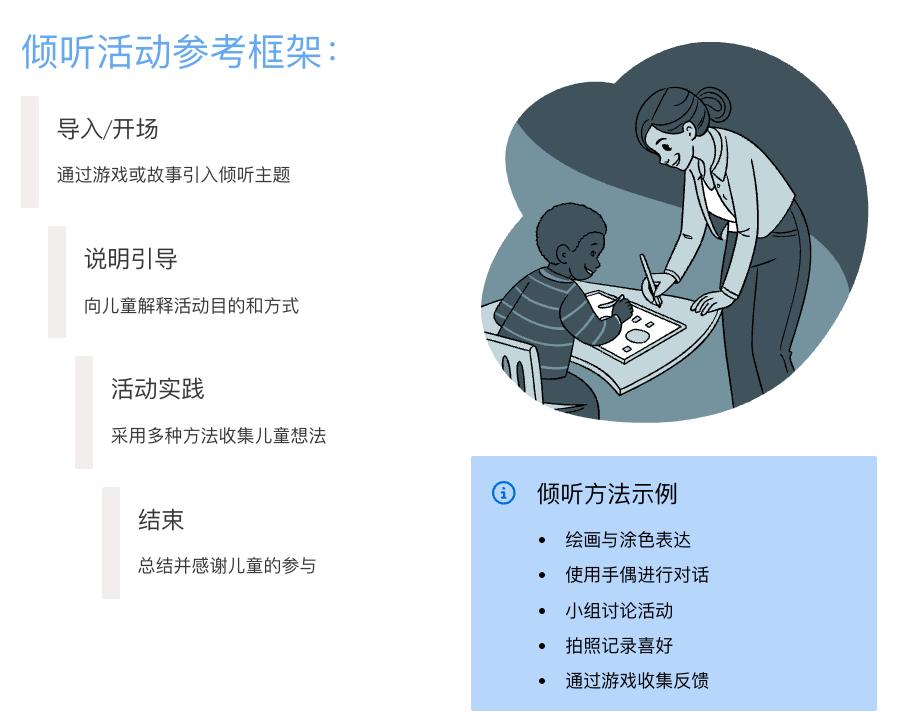 倾听活动参考框架：
导入/开场
通过游戏或故事引入倾听主题
说明引导
向儿童解释活动目的和方式
活动实践
采用多种方法收集儿童想法
结束
总结并感谢儿童的参与
倾听方法示例
• 绘画与涂色表达
• 使用手偶进行对话
• 小组讨论活动
• 拍照记录喜好
• 通过游戏收集反馈